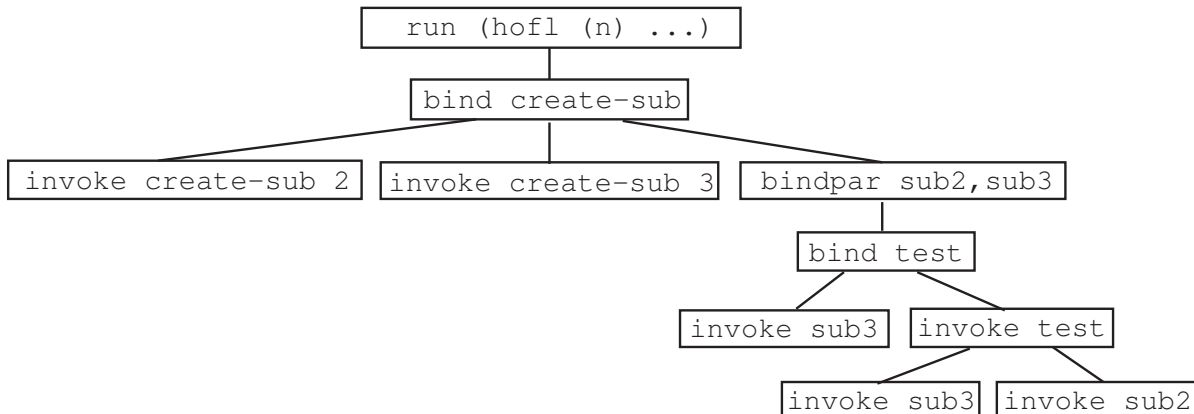 run (hofl (n) ...)
bind create-sub
invoke create-sub 2
invoke create-sub 3
bindpar sub2,sub3
bind test
invoke sub3
invoke test
invoke sub3
invoke sub2